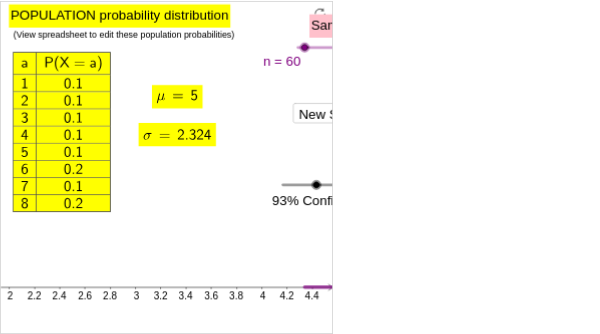 POPULATION probability distribution
(View spreadsheet to edit these population probabilities)
Sar
n = 60
a P(X = a)
1 0.1
2 0.1
3 0.1
4 0.1
5 0.1
6 0.2
7 0.1
8 0.2
μ = 5
σ = 2.324
New S
93% Confi
2 2.2 2.4 2.6 2.8 3 3.2 3.4 3.6 3.8 4 4.2 4.4